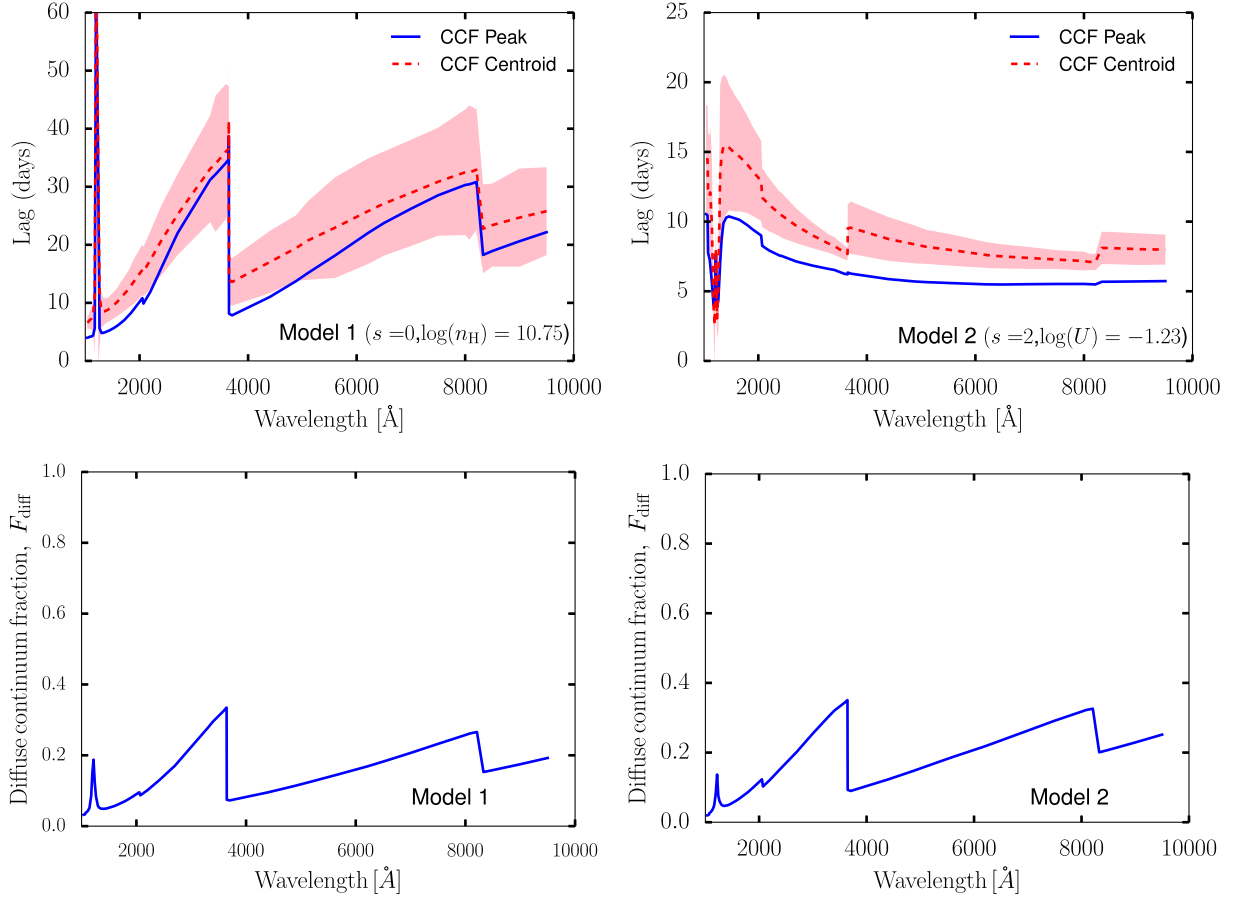 60
50
40
30
20
10
0
Lag (days)
CCF Peak
CCF Centroid
Model 1 (s =0,log(n_H) = 10.75)
2000 4000 6000 8000 10000
Wavelength [Å]
25
20
15
10
5
0
Lag (days)
CCF Peak
CCF Centroid
Model 2 (s =2,log(U) = −1.23)
2000 4000 6000 8000 10000
Wavelength [Å]
1.0
0.8
0.6
0.4
0.2
0.0
Diffuse continuum fraction, F_diff
Model 1
2000 4000 6000 8000 10000
Wavelength [Å]
1.0
0.8
0.6
0.4
0.2
0.0
Diffuse continuum fraction, F_diff
Model 2
2000 4000 6000 8000 10000
Wavelength [Å]